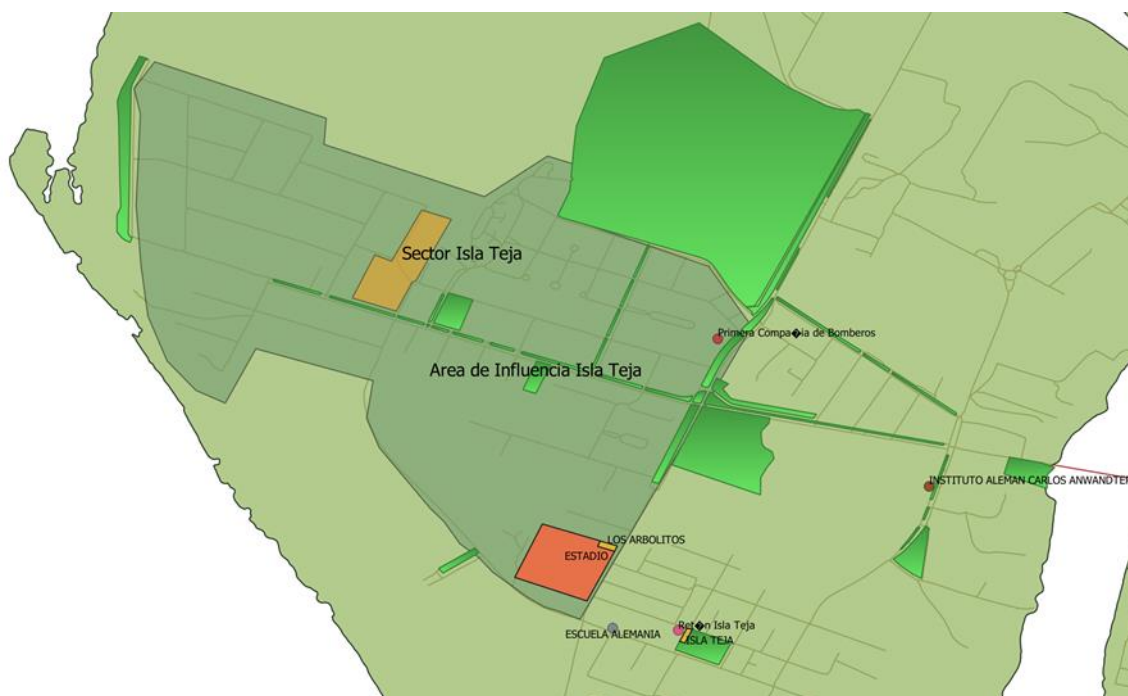 Sector Isla Teja
Primera Compa�ia de Bomberos
Area de Influencia Isla Teja
INSTITUTO ALEMAN CARLOS ANWANDTER
LOS ARBOLITOS
ESTADIO
Ret�n Isla Teja
ESCUELA ALEMANIA
ISLA TEJA